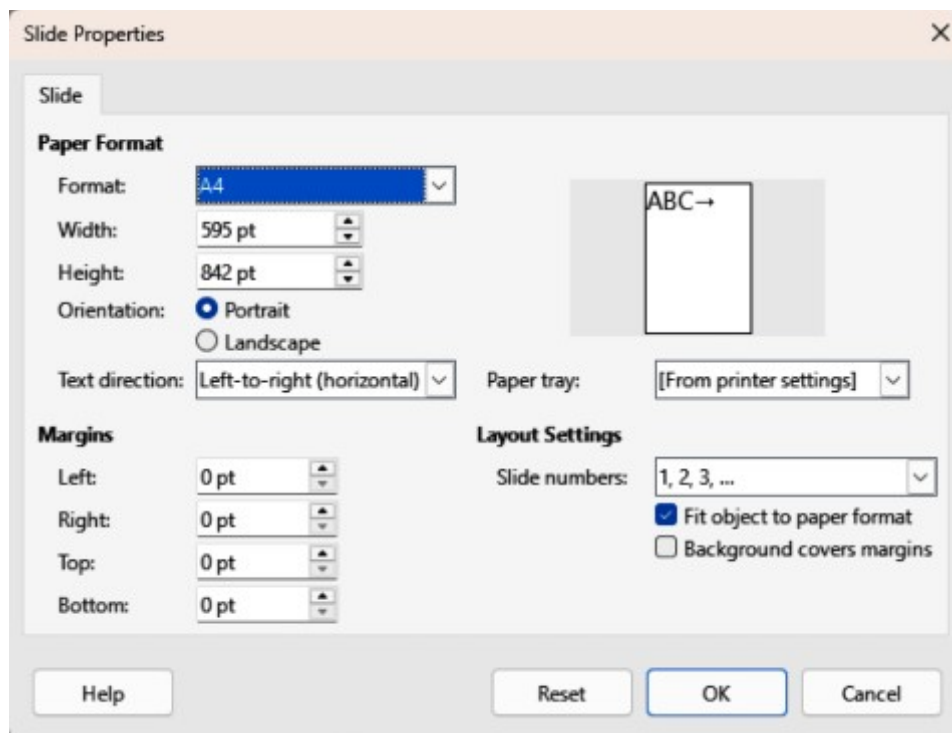 Slide Properties
Slide
Paper Format
Format: A4
ABC→
Width: 595 pt
Height: 842 pt
Orientation: Portrait
Landscape
Text direction: Left-to-right (horizontal)
Paper tray: [From printer settings]
Margins
Layout Settings
Left: 0 pt
Slide numbers: 1, 2, 3, ...
Right: 0 pt
Fit object to paper format
Top: 0 pt
Background covers margins
Bottom: 0 pt
Help
Reset
OK
Cancel